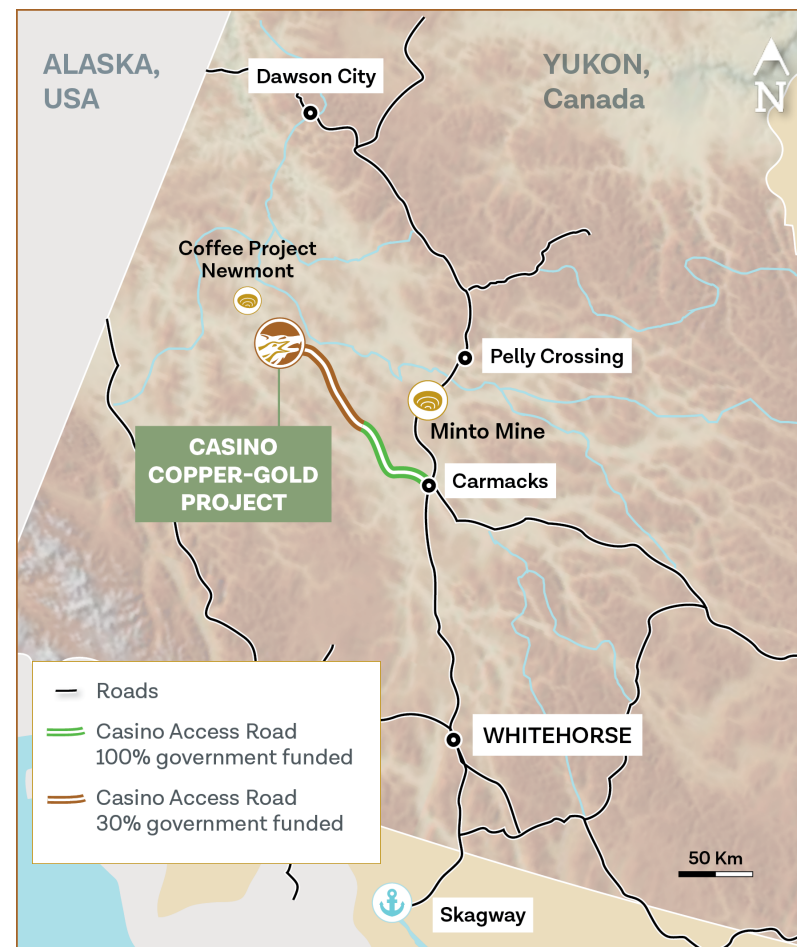 ALASKA,
USA
YUKON,
Canada
N
Dawson City
Coffee Project
Newmont
Pelly Crossing
Minto Mine
CASINO
COPPER-GOLD
PROJECT
Carmacks
Roads
Casino Access Road
100% government funded
Casino Access Road
30% government funded
WHITEHORSE
50 Km
Skagway